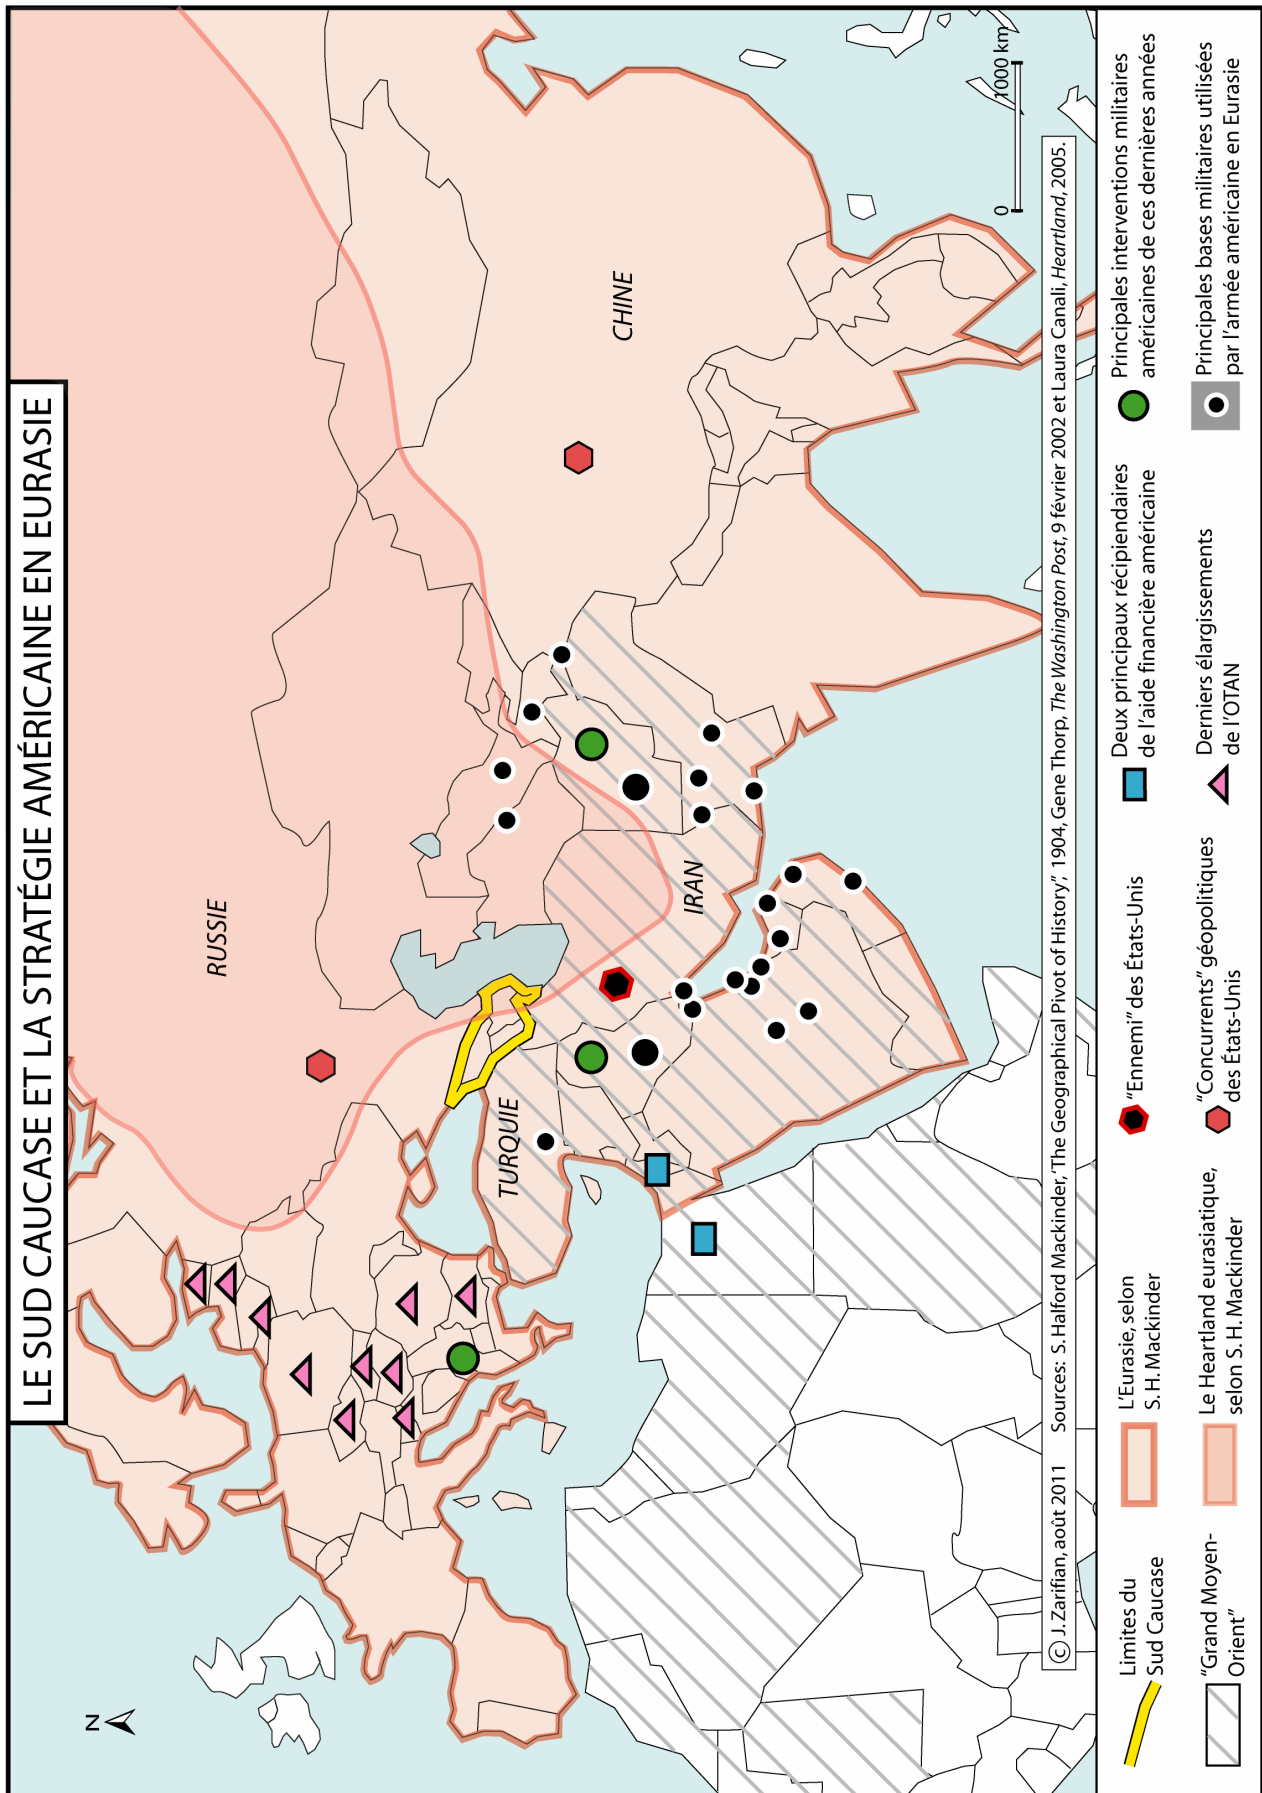 LE SUD CAUCASE ET LA STRATÉGIE AMÉRICAINE EN EURASIE
N
RUSSIE
CHINE
TURQUIE
IRAN
0 1000 km
© J. Zarifian, août 2011 Sources: S. Halford Mackinder, "The Geographical Pivot of History", 1904, Gene Thorp, The Washington Post, 9 février 2002 et Laura Canali, Heartland, 2005.
Limites du
Sud Caucase
"Grand Moyen-
Orient"
L'Eurasie, selon
S. H. Mackinder
Le Heartland eurasiatique,
selon S. H. Mackinder
"Ennemi" des États-Unis
"Concurrents" géopolitiques
des États-Unis
Deux principaux récipiendaires
de l'aide financière américaine
Derniers élargissements
de l'OTAN
Principales interventions militaires
américaines de ces dernières années
Principales bases militaires utilisées
par l'armée américaine en Eurasie